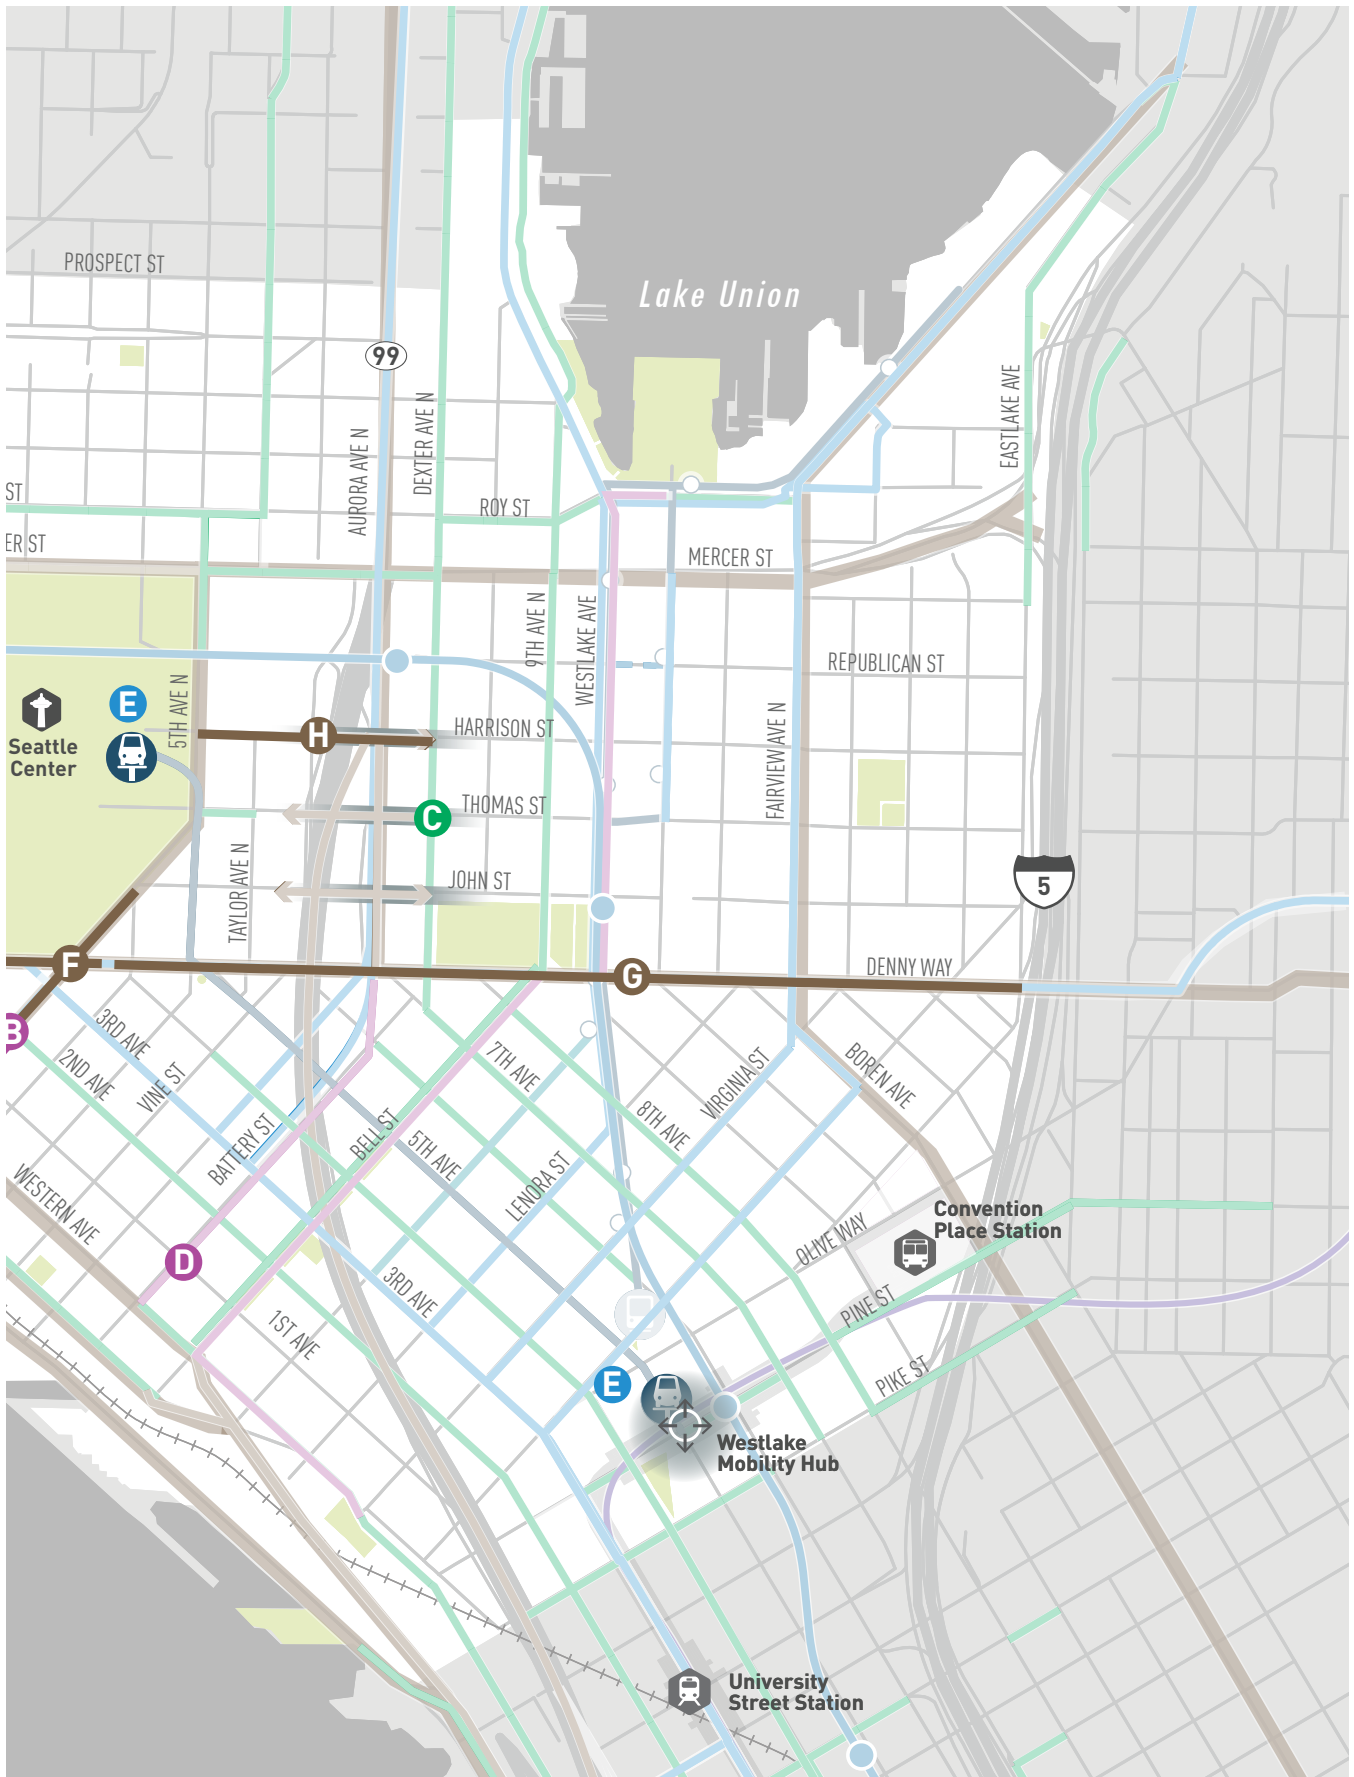 PROSPECT ST
Lake Union
99
AURORA AVE N
DEXTER AVE N
EASTLAKE AVE
ST
ROY ST
ER ST
MERCER ST
9TH AVE N
WESTLAKE AVE
REPUBLICAN ST
5TH AVE N
E
Seattle
Center
H
HARRISON ST
FAIRVIEW AVE N
C
THOMAS ST
TAYLOR AVE N
JOHN ST
5
F
G
DENNY WAY
B
3RD AVE
2ND AVE
VINE ST
7TH AVE
VIRGINIA ST
BOREN AVE
BATTERY ST
BELL ST
5TH AVE
8TH AVE
LENORA ST
WESTERN AVE
D
3RD AVE
1ST AVE
OLIVE WAY
Convention
Place Station
PINE ST
PIKE ST
E
Westlake
Mobility Hub
University
Street Station